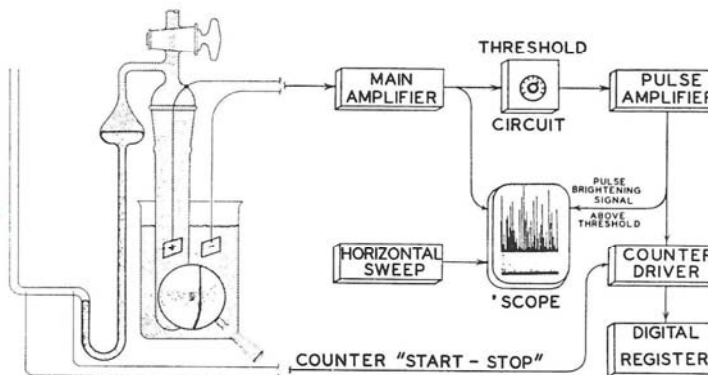 THRESHOLD
CIRCUIT
MAIN
AMPLIFIER
PULSE
AMPLIFIER
PULSE
BRIGHTENING
SIGNAL
ABOVE
THRESHOLD
HORIZONTAL
SWEEP
'SCOPE
COUNTER
DRIVER
DIGITAL
REGISTER
COUNTER "START - STOP"
+
-